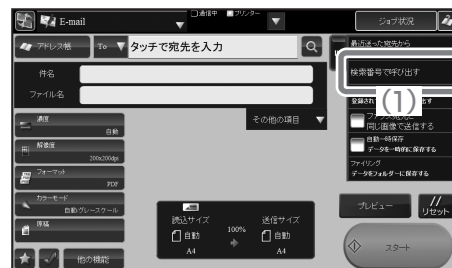 E-mail
通信中
プリンター
ジョブ状況
アドレス帳
To
タッチで宛先を入力
最近送った宛先から
件名
ファイル名
検索番号で呼び出す
(1)
その他の項目
同じ画像で送信する
自動一時保存
データを一時的に保存する
ファイリング
データをフォルダーに保存する
濃度
自動
解像度
200x200dpi
フォーマット
PDF
カラーモード
自動/グレースケール
原稿
他の機能
読込サイズ
自動
A4
100%
送信サイズ
自動
A4
プレビュー
リセット
スタート